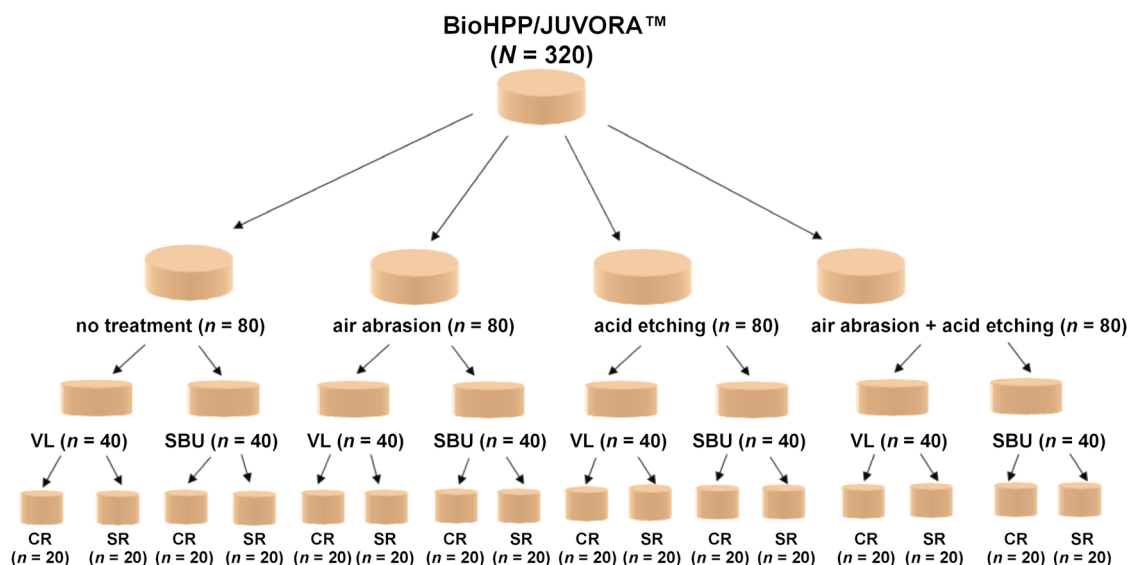 BioHPP/JUVORA™
(N = 320)
no treatment (n = 80) air abrasion (n = 80) acid etching (n = 80) air abrasion + acid etching (n = 80)
VL (n = 40) SBU (n = 40) VL (n = 40) SBU (n = 40) VL (n = 40) SBU (n = 40) VL (n = 40) SBU (n = 40)
CR SR CR SR CR SR CR SR CR SR CR SR CR SR CR SR
(n = 20) (n = 20) (n = 20) (n = 20) (n = 20) (n = 20) (n = 20) (n = 20) (n = 20) (n = 20) (n = 20) (n = 20) (n = 20) (n = 20) (n = 20) (n = 20)